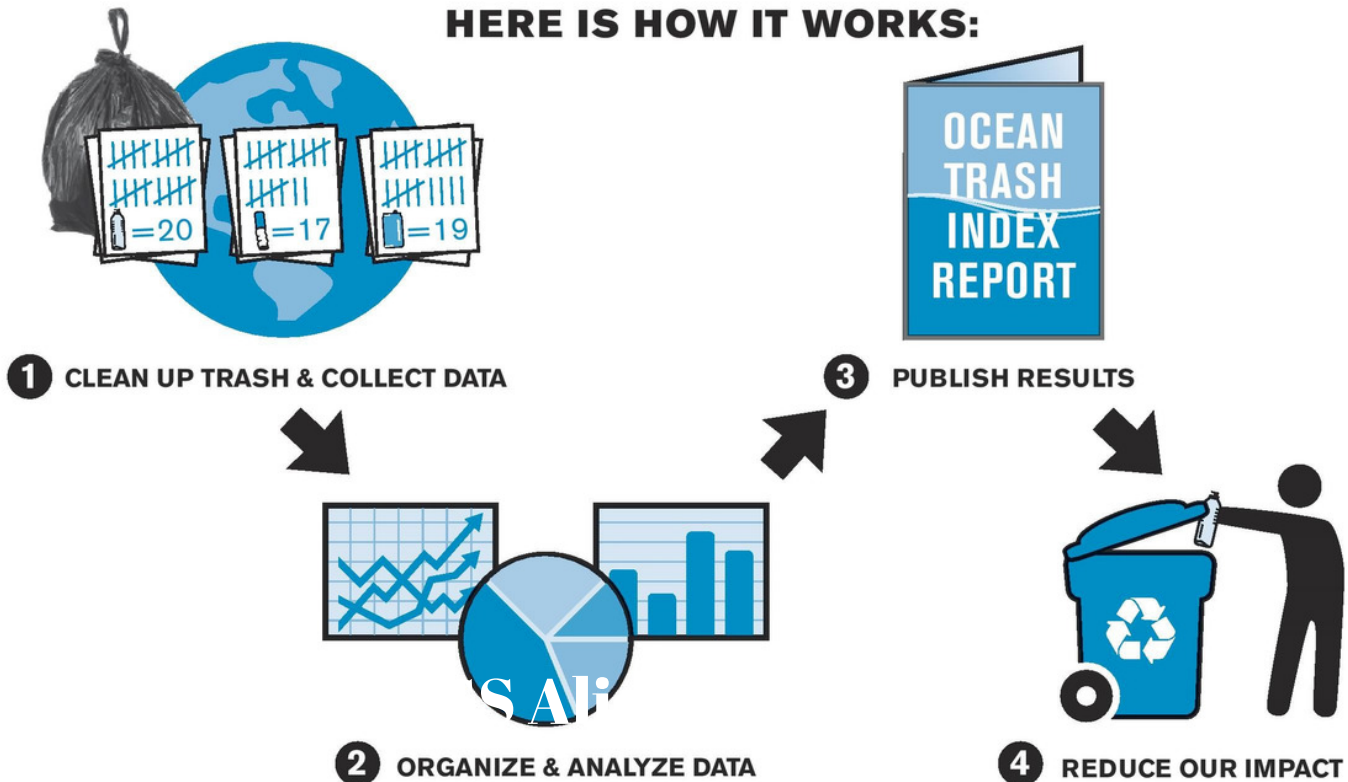 HERE IS HOW IT WORKS:
=20
=17
=19
OCEAN
TRASH
INDEX
REPORT
1 CLEAN UP TRASH & COLLECT DATA
3 PUBLISH RESULTS
2 ORGANIZE & ANALYZE DATA
4 REDUCE OUR IMPACT